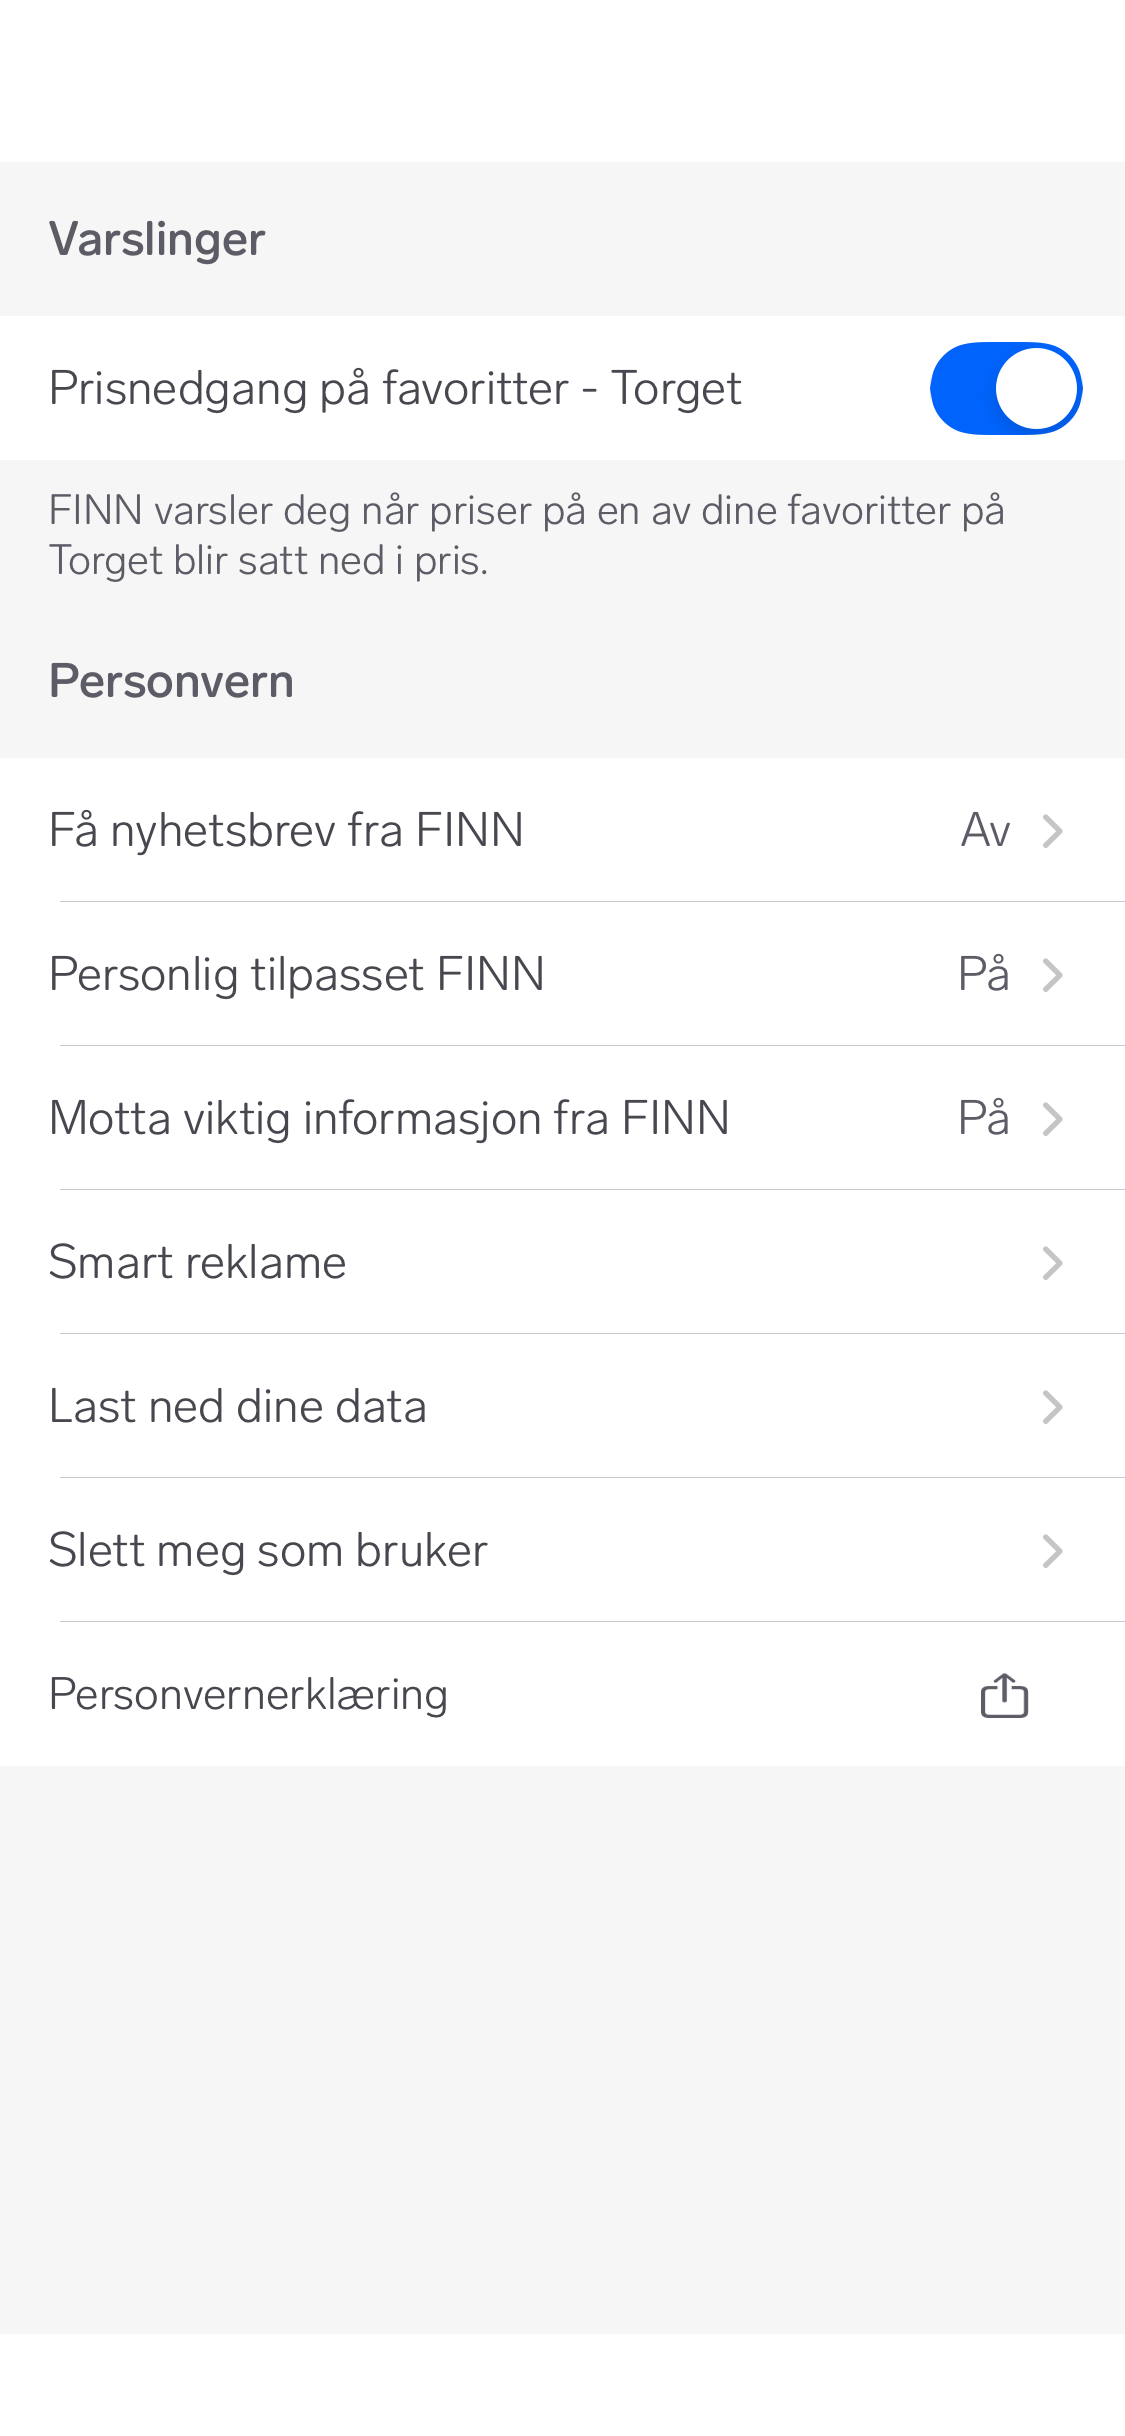 Varslinger
Prisnedgang på favoritter - Torget
FINN varsler deg når priser på en av dine favoritter på
Torget blir satt ned i pris.
Personvern
Få nyhetsbrev fra FINN Av
Personlig tilpasset FINN På
Motta viktig informasjon fra FINN På
Smart reklame
Last ned dine data
Slett meg som bruker
Personvernerklæring